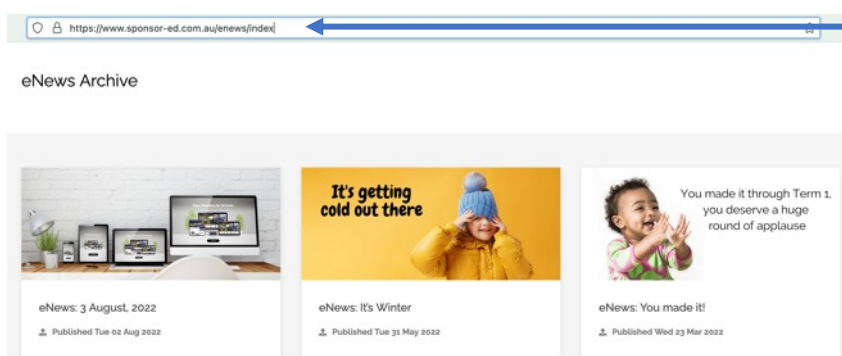 https://www.sponsor-ed.com.au/enews/index
eNews Archive
It's getting
cold out there
You made it through Term 1,
you deserve a huge
round of applause
eNews: 3 August, 2022
Published Tue 02 Aug 2022
eNews: It's Winter
Published Tue 31 May 2022
eNews: You made it!
Published Wed 23 Mar 2022